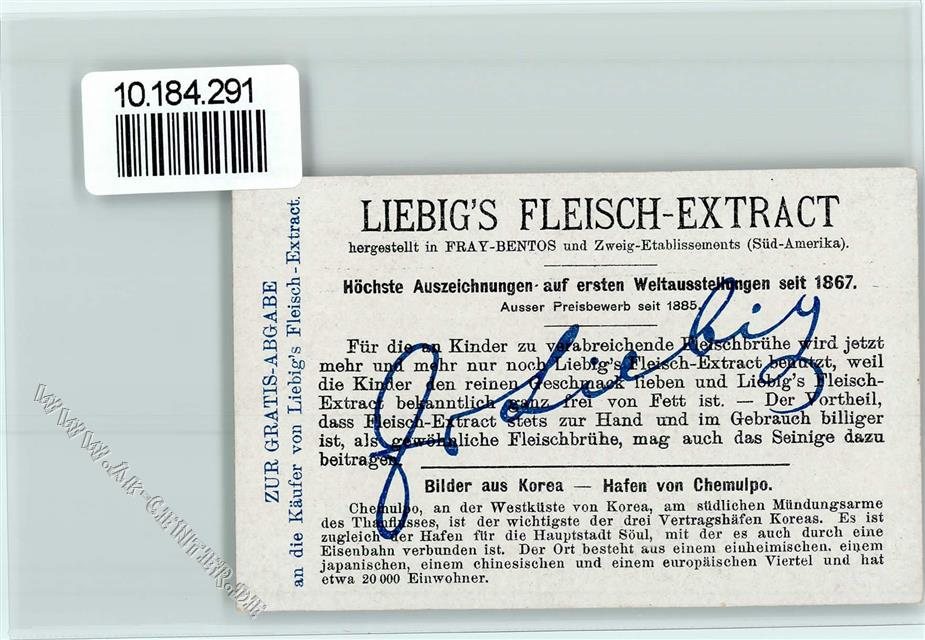 10.184.291
LIEBIG'S FLEISCH-EXTRACT
hergestellt in FRAY-BENTOS und Zweig-Etablissements (Süd-Amerika).
Höchste Auszeichnungen auf ersten Weltausstellungen seit 1867.
Ausser Preisbewerb seit 1885.
Für die an Kinder zu verabreichende Fleischbrühe wird jetzt
mehr und mehr nur noch Liebig's Fleisch-Extract benutzt, weil
die Kinder den reinen Geschmack lieben und Liebig's Fleisch-
Extract bekanntlich ganz frei von Fett ist. — Der Vortheil,
dass Fleisch-Extract stets zur Hand und im Gebrauch billiger
ist, als gewöhnliche Fleischbrühe, mag auch das Seinige dazu
beitragen.
J v Liebig
Bilder aus Korea — Hafen von Chemulpo.
Chemulpo, an der Westküste von Korea, am südlichen Mündungsarme
des Thanflusses, ist der wichtigste der drei Vertragshäfen Koreas. Es ist
zugleich der Hafen für die Hauptstadt Söul, mit der es auch durch eine
Eisenbahn verbunden ist. Der Ort besteht aus einem einheimischen, einem
japanischen, einem chinesischen und einem europäischen Viertel und hat
etwa 20 000 Einwohner.
ZUR GRATIS-ABGABE
an die Käufer von Liebig's Fleisch-Extract.
WWW.AK-CENTER.DE